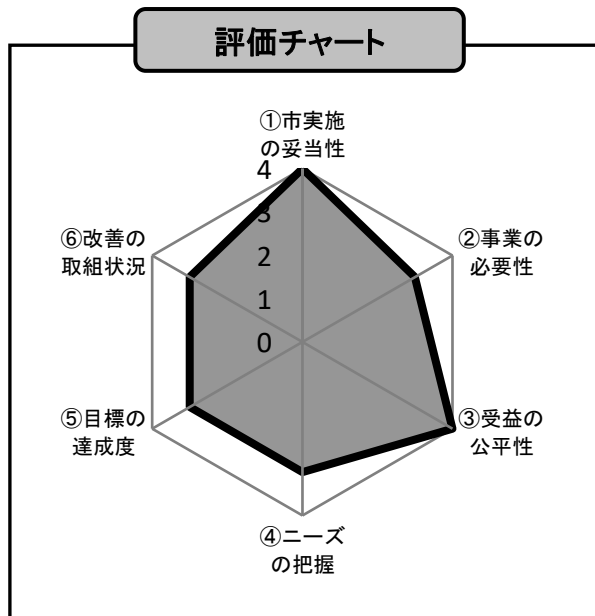 評価チャート
①市実施
の妥当性
4
3
2
1
0
②事業の
必要性
③受益の
公平性
④ニーズ
の把握
⑤目標の
達成度
⑥改善の
取組状況